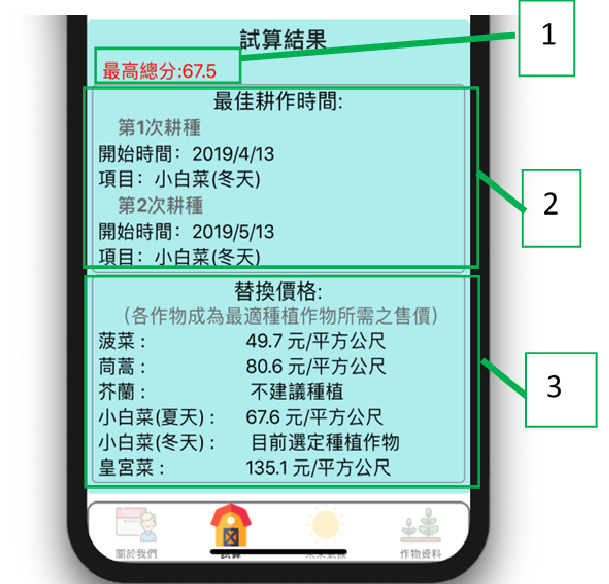 試算結果
1
最高總分:67.5
最佳耕作時間:
第1次耕種
開始時間：2019/4/13
項目：小白菜(冬天)
2
第2次耕種
開始時間：2019/5/13
項目：小白菜(冬天)
替換價格:
（各作物成為最適種植作物所需之售價）
菠菜： 49.7 元/平方公尺
茼蒿： 80.6 元/平方公尺
芥蘭： 不建議種植
3
小白菜(夏天)： 67.6 元/平方公尺
小白菜(冬天)： 目前選定種植作物
皇宮菜： 135.1 元/平方公尺
關於我們 試算 作物資料